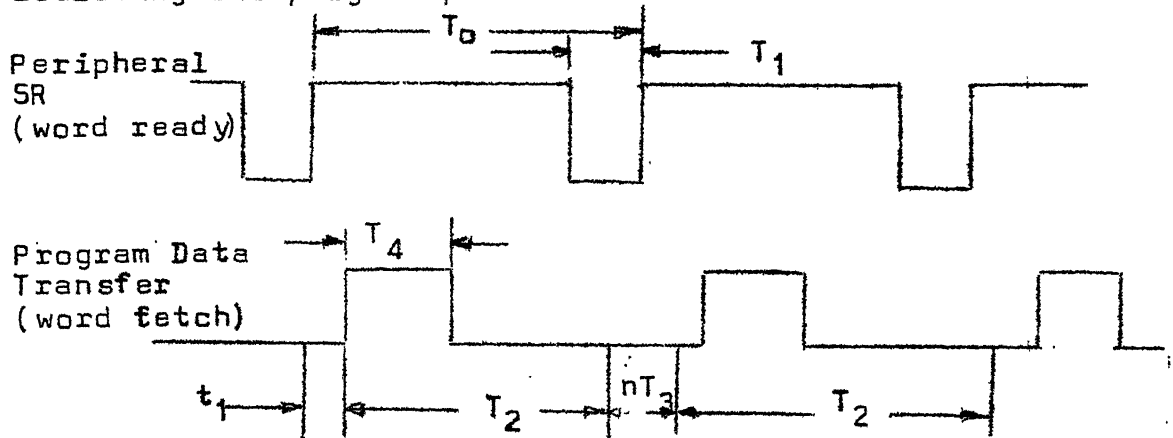 T₀
T₁
Peripheral
SR
(word ready)
T₄
Program Data
Transfer
(word fetch)
t₁
T₂
nT₃
T₂